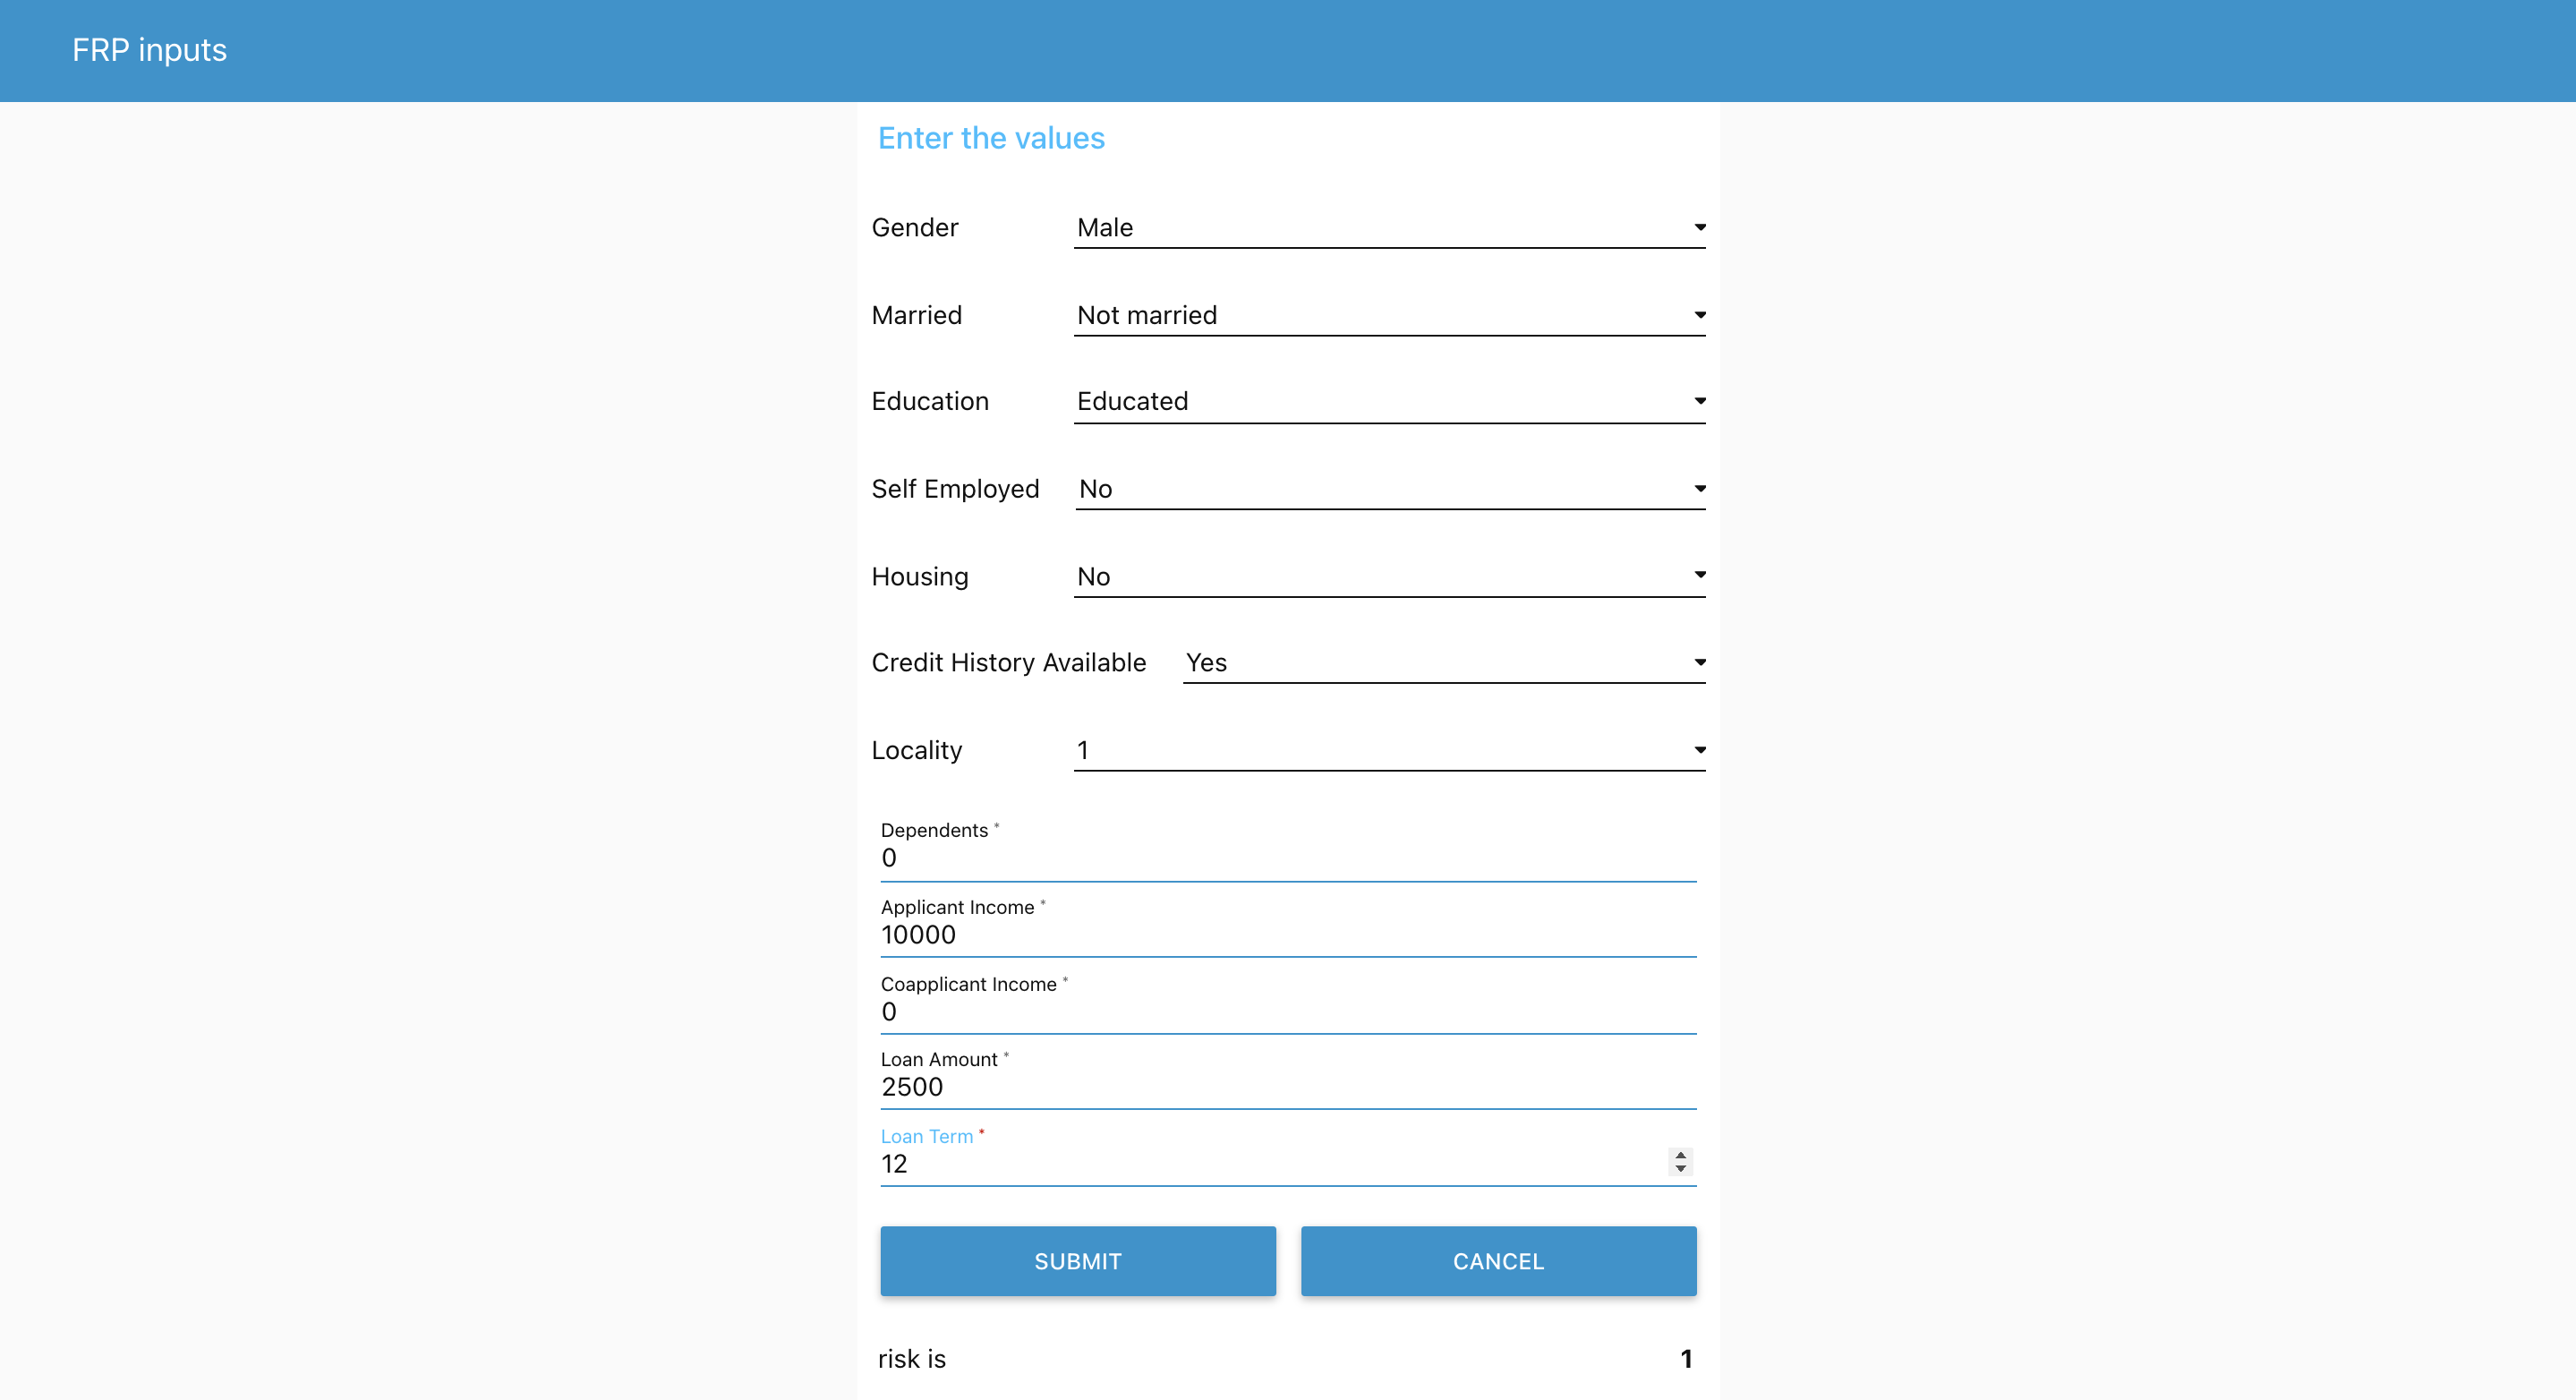 FRP inputs
Enter the values
Gender Male
Married Not married
Education Educated
Self Employed No
Housing No
Credit History Available Yes
Locality 1
Dependents *
0
Applicant Income *
10000
Coapplicant Income *
0
Loan Amount *
2500
Loan Term *
12
SUBMIT CANCEL
risk is 1